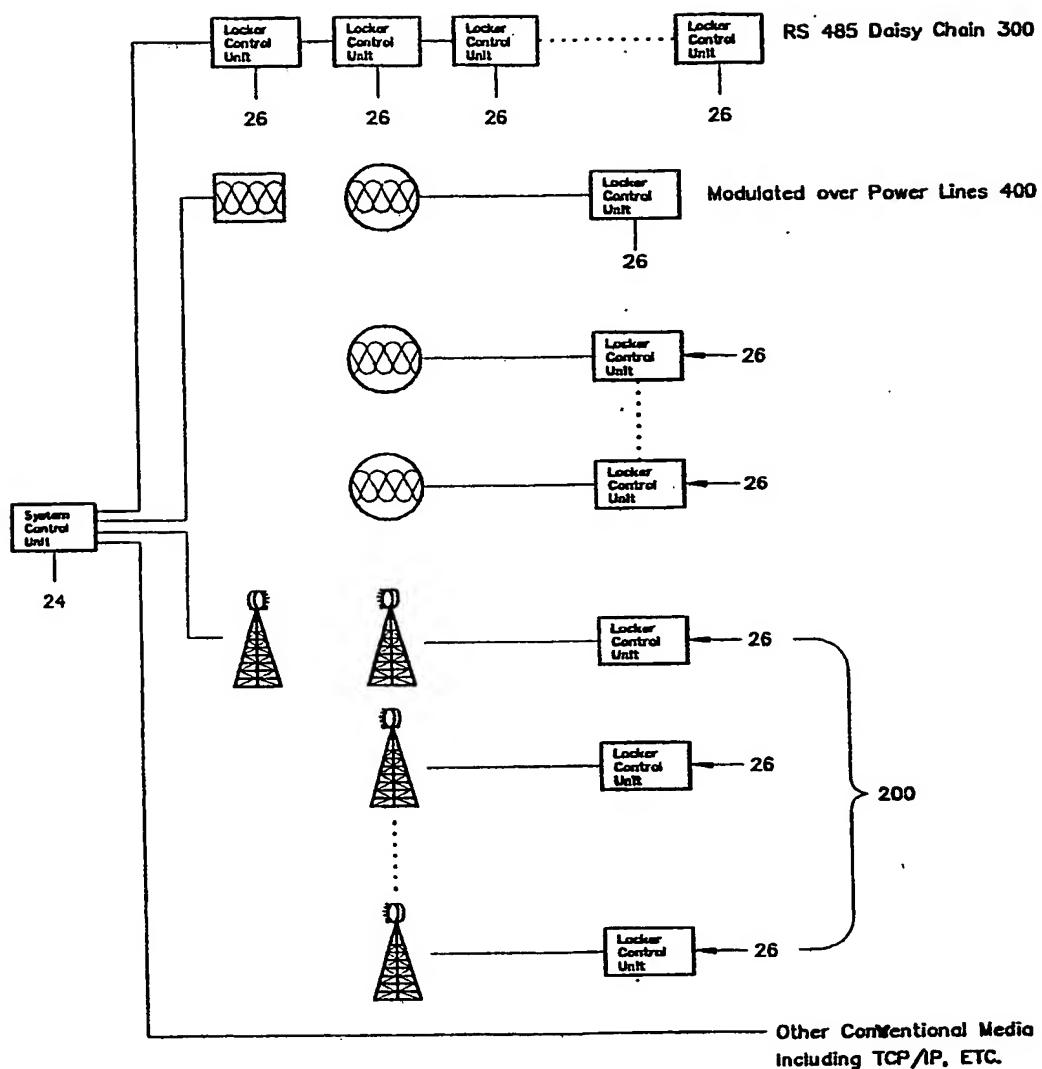 Locker
Control
Unit
Locker
Control
Unit
Locker
Control
Unit
Locker
Control
Unit
RS 485 Daisy Chain 300
26
26
26
26
Locker
Control
Unit
Modulated over Power Lines 400
26
Locker
Control
Unit
26
Locker
Control
Unit
26
System
Control
Unit
24
Locker
Control
Unit
26
Locker
Control
Unit
26
200
Locker
Control
Unit
26
Other Conventional Media
Including TCP/IP, ETC.